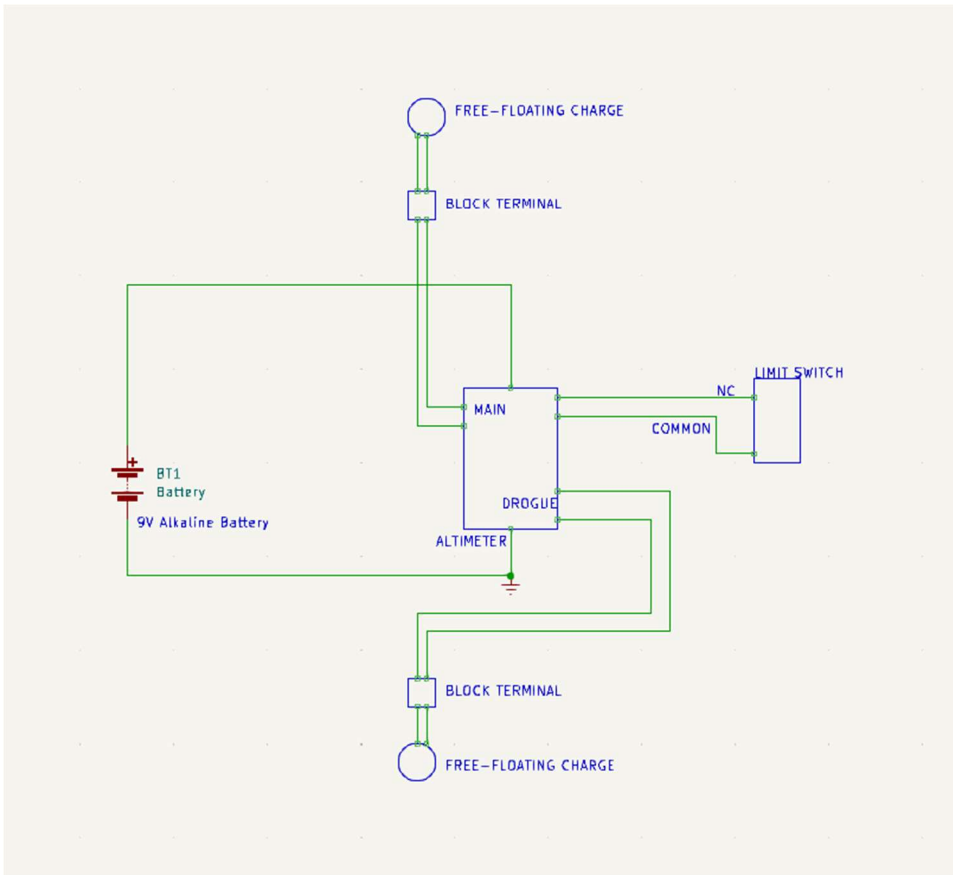 FREE-FLOATING CHARGE
BLOCK TERMINAL
LIMIT SWITCH
NC
MAIN
COMMON
BT1
Battery
9V Alkaline Battery
DROGUE
ALTIMETER
BLOCK TERMINAL
FREE-FLOATING CHARGE